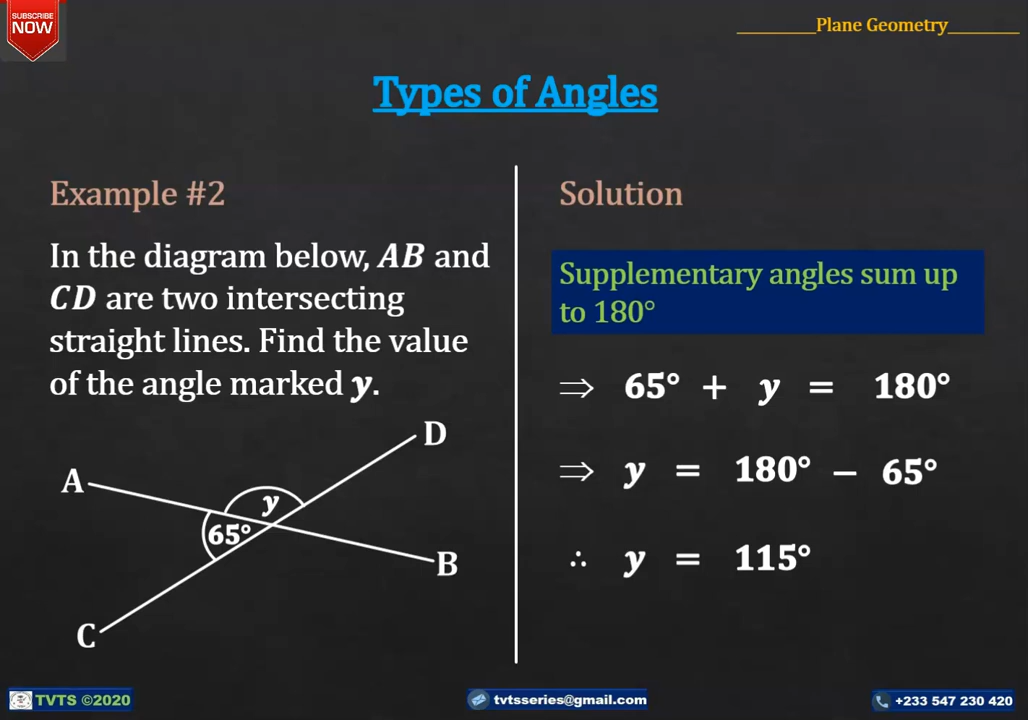 SUBSCRIBE
NOW
__________Plane Geometry_________
Types of Angles
Example #2
In the diagram below, AB and
CD are two intersecting
straight lines. Find the value
of the angle marked y.
D
A
y
65°
B
C
Solution
Supplementary angles sum up
to 180°
⇒ 65° + y = 180°
⇒ y = 180° − 65°
∴ y = 115°
TVTS ©2020
tvtsseries@gmail.com
+233 547 230 420